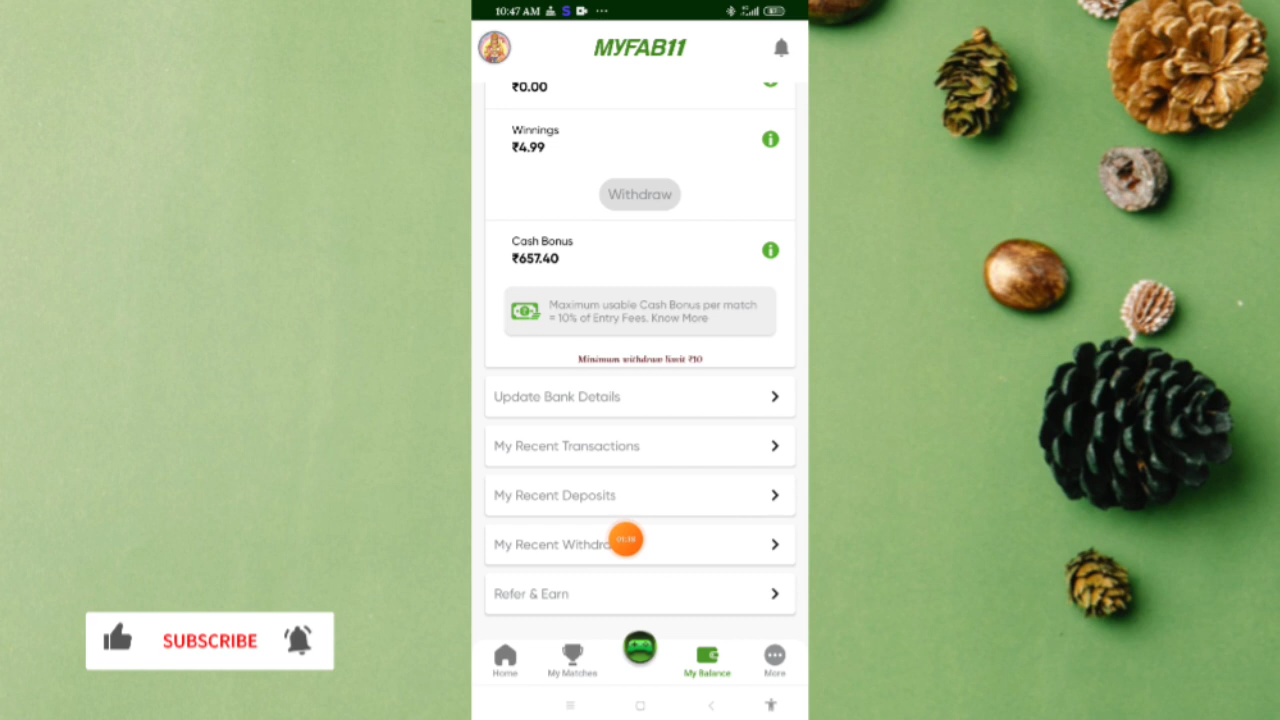 10:47 AM S ...
MYFAB11
₹0.00
Winnings
₹4.99
Withdraw
Cash Bonus
₹657.40
Maximum usable Cash Bonus per match
= 10% of Entry Fees. Know More
Minimum withdraw limit ₹10
Update Bank Details
My Recent Transactions
My Recent Deposits
My Recent Withdra
Refer & Earn
SUBSCRIBE
Home
My Matches
My Balance
More